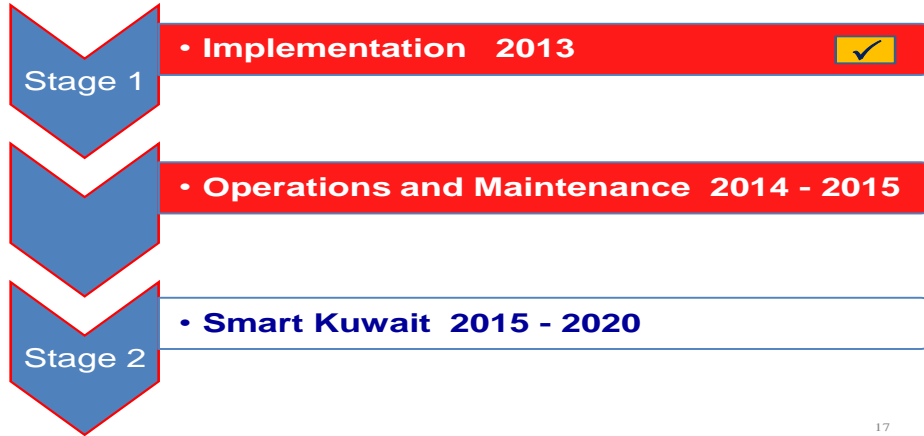 • Implementation 2013
✓
Stage 1
• Operations and Maintenance 2014 - 2015
• Smart Kuwait 2015 - 2020
Stage 2
17